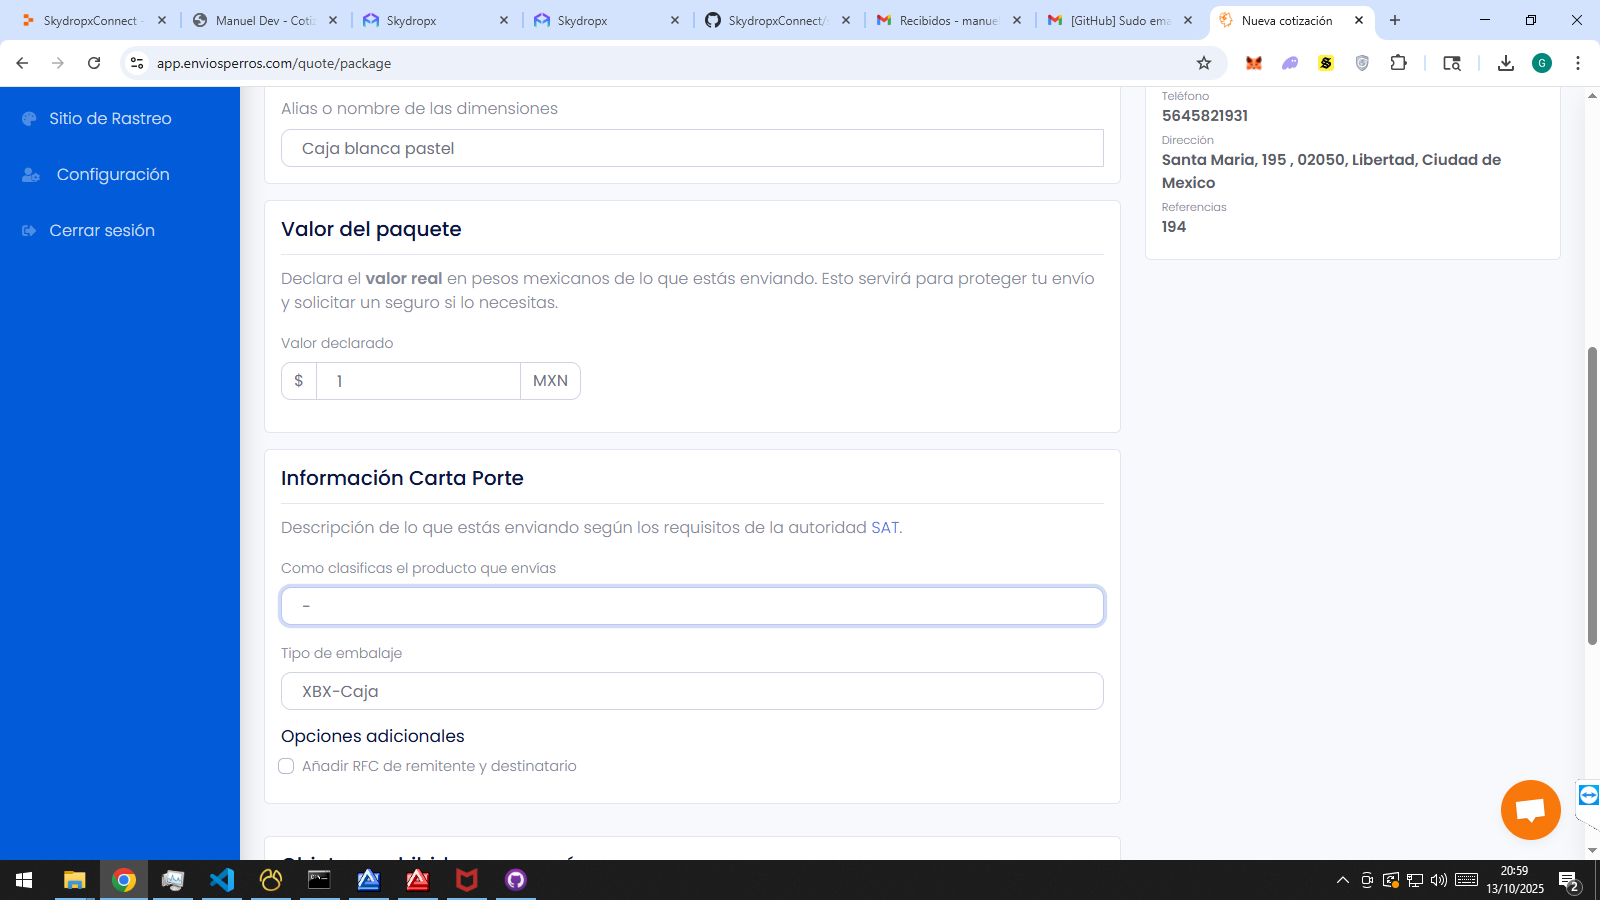 SkydropxConnect -
Manuel Dev - Coti
Skydropx
Skydropx
SkydropxConnect/
Recibidos - manue
[GitHub] Sudo ema
Nueva cotización
app.enviosperros.com/quote/package
G
Sitio de Rastreo
Configuración
Cerrar sesión
Alias o nombre de las dimensiones
Caja blanca pastel
Valor del paquete
Declara el valor real en pesos mexicanos de lo que estás enviando. Esto servirá para proteger tu envío
y solicitar un seguro si lo necesitas.
Valor declarado
$ 1 MXN
Información Carta Porte
Descripción de lo que estás enviando según los requisitos de la autoridad SAT.
Como clasificas el producto que envías
-
Tipo de embalaje
XBX-Caja
Opciones adicionales
Añadir RFC de remitente y destinatario
Teléfono
5645821931
Dirección
Santa Maria, 195 , 02050, Libertad, Ciudad de
Mexico
Referencias
194
20:59
13/10/2025
2